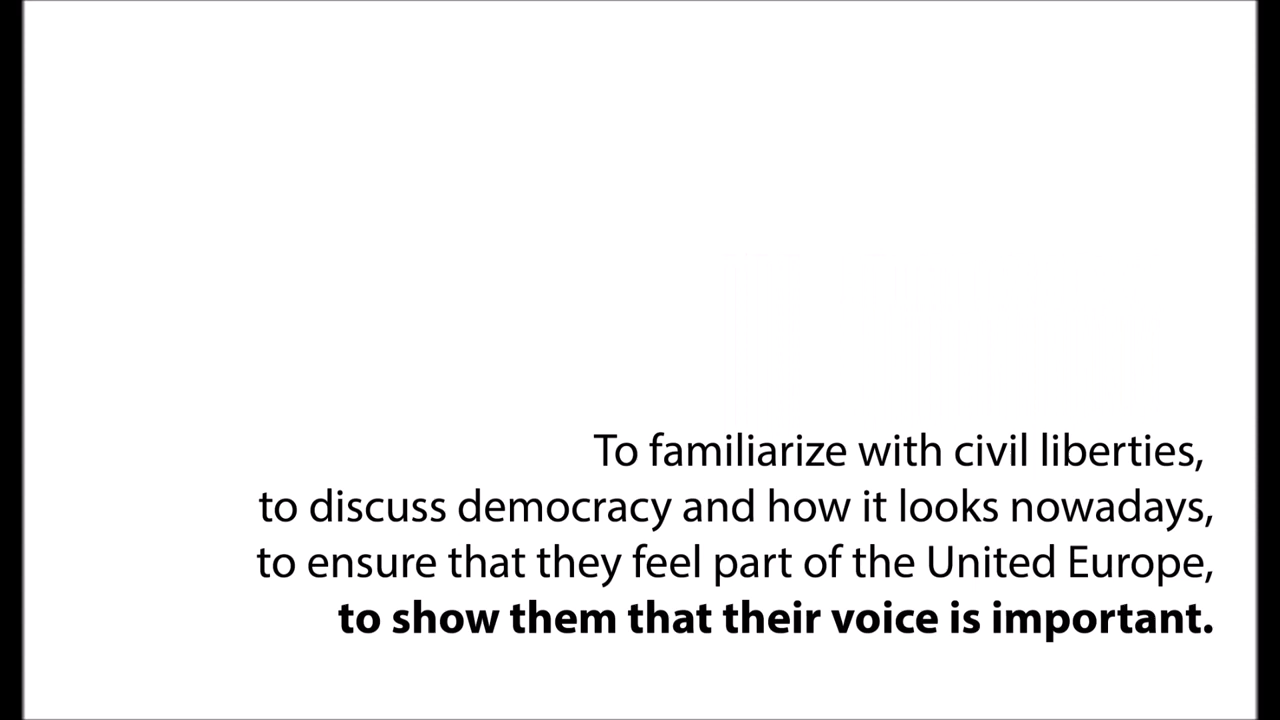 To familiarize with civil liberties,
to discuss democracy and how it looks nowadays,
to ensure that they feel part of the United Europe,
to show them that their voice is important.